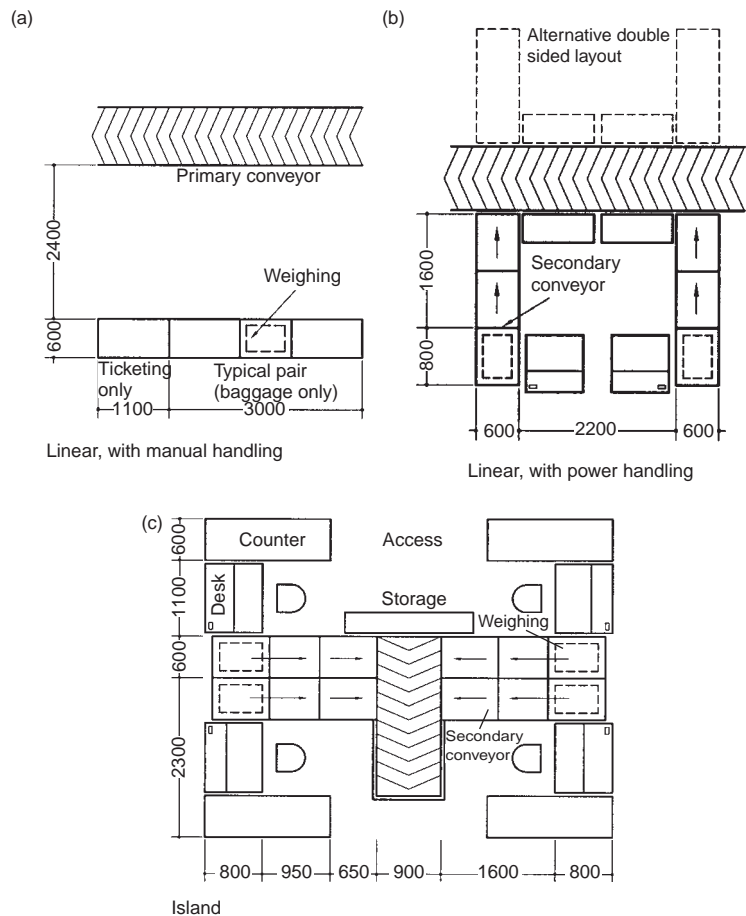 (a)
Primary conveyor
2400
Weighing
600
Ticketing
only
Typical pair
(baggage only)
1100
3000
Linear, with manual handling
(b)
Alternative double
sided layout
1600
Secondary
conveyor
800
600
2200
600
Linear, with power handling
(c)
600
Counter
Access
1100
Desk
Storage
Weighing
600
Secondary
conveyor
2300
800
950
650
900
1600
800
Island